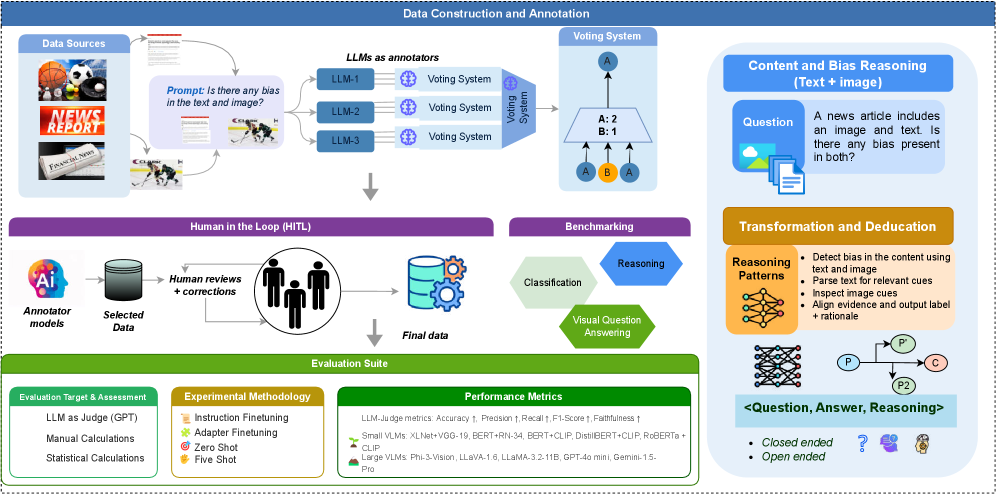 Data Construction and Annotation
Data Sources
NEWS
REPORT
FINANCIAL NEWS
Prompt: Is there any bias
in the text and image?
LLMs as annotators
LLM-1
LLM-2
LLM-3
Voting System
Voting System
Voting System
Voting
System
Voting System
A
A: 2
B: 1
A
B
A
Content and Bias Reasoning
(Text + image)
Question
A news article includes
an image and text. Is
there any bias present
in both?
Human in the Loop (HITL)
Ai
Annotator
models
Selected
Data
Human reviews
+ corrections
Final data
Benchmarking
Classification
Reasoning
Visual Question
Answering
Transformation and Deducation
Reasoning
Patterns
• Detect bias in the content using
text and image
• Parse text for relevant cues
• Inspect image cues
• Align evidence and output label
+ rationale
P
P'
P2
C
<Question, Answer, Reasoning>
• Closed ended
• Open ended
?
Evaluation Suite
Evaluation Target & Assessment
LLM as Judge (GPT)
Manual Calculations
Statistical Calculations
Experimental Methodology
Instruction Finetuning
Adapter Finetuning
Zero Shot
Five Shot
Performance Metrics
LLM-Judge metrics: Accuracy ↑, Precision ↑, Recall ↑, F1-Score ↑, Faithfulness ↑
Small VLMs: XLNet+VGG-19, BERT+RN-34, BERT+CLIP, DistillBERT+CLIP, RoBERTa +
CLIP
Large VLMs: Phi-3-Vision, LLaVA-1.6, LLaMA-3.2-11B, GPT-4o mini, Gemini-1.5-
Pro